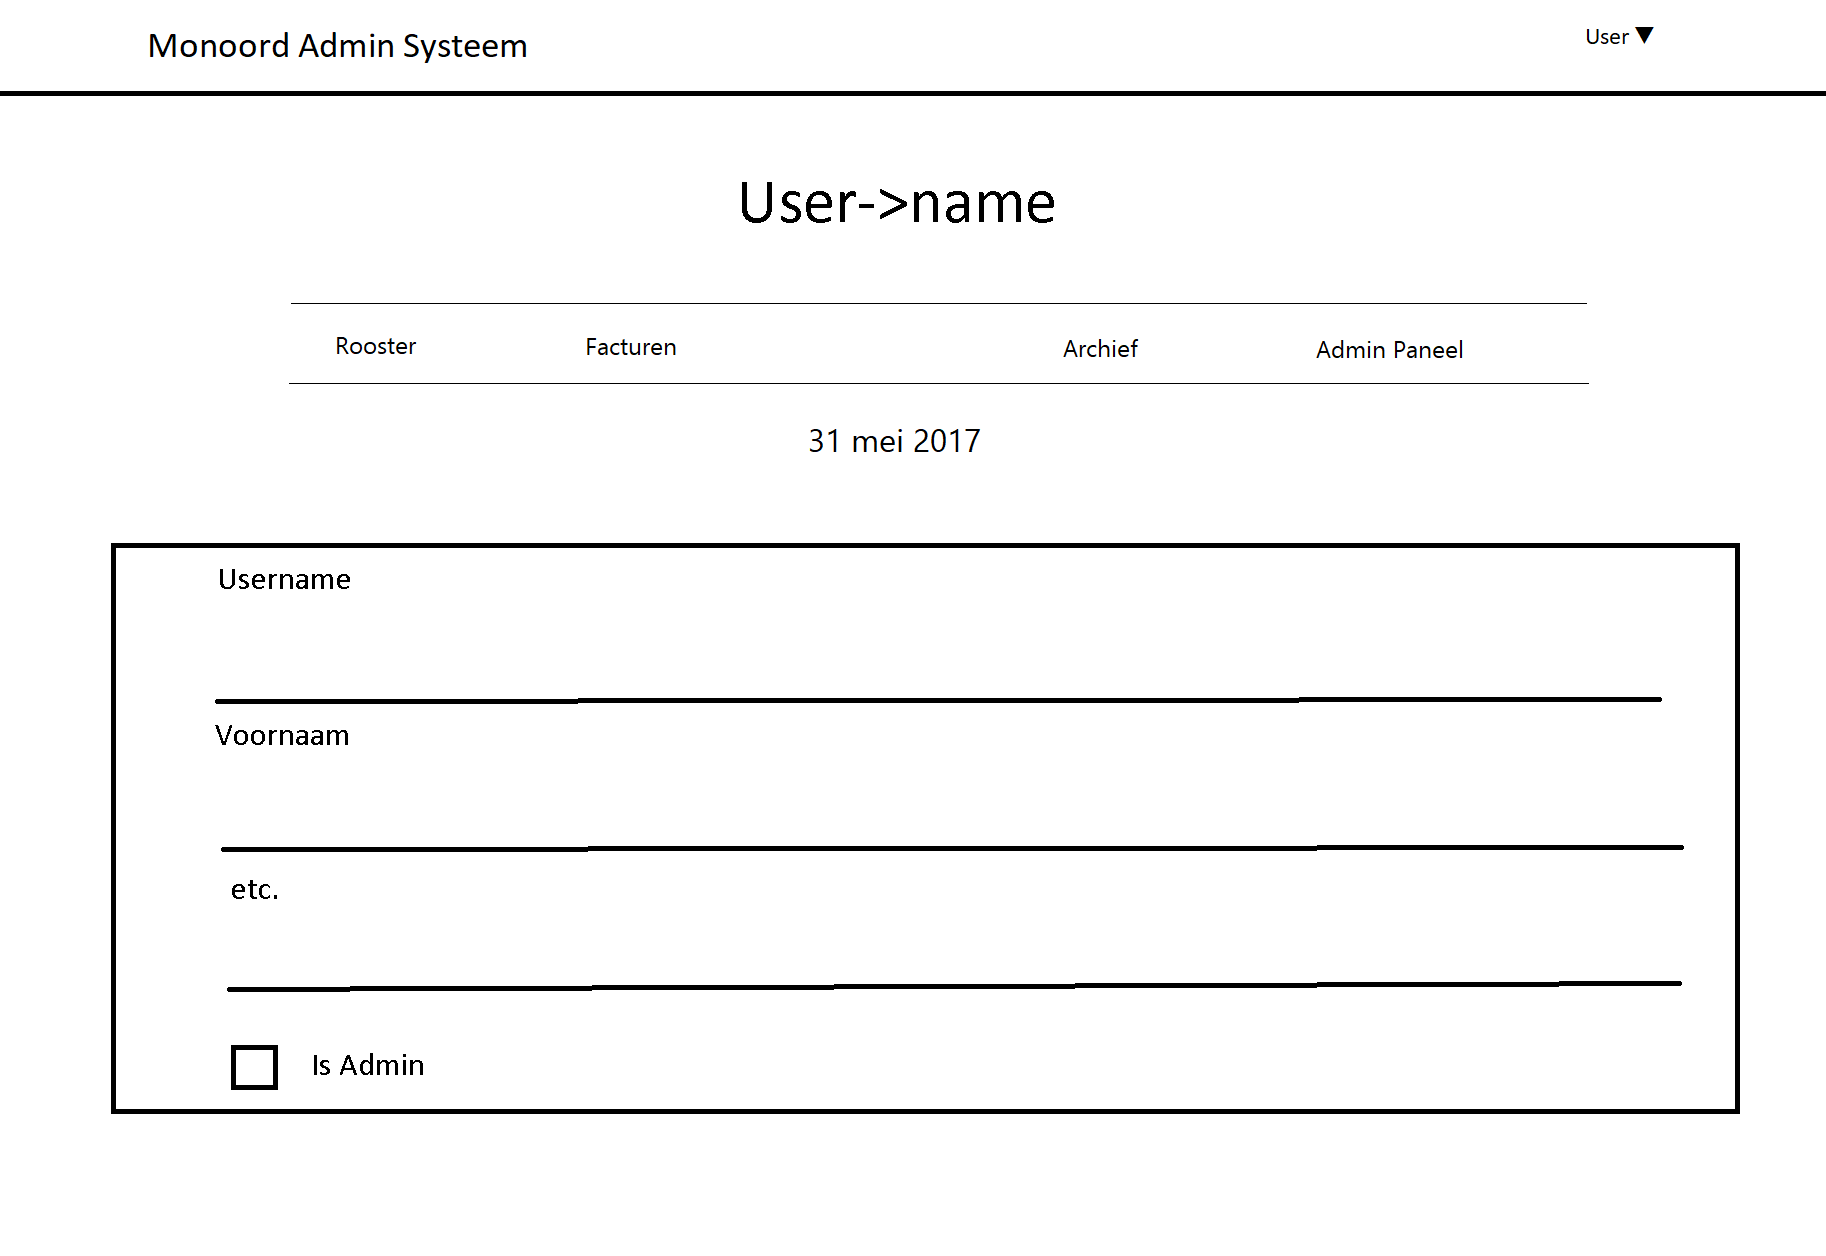 Monoord Admin Systeem
User ▼
User->name
Rooster Facturen Archief Admin Paneel
31 mei 2017
Username
Voornaam
etc.
Is Admin